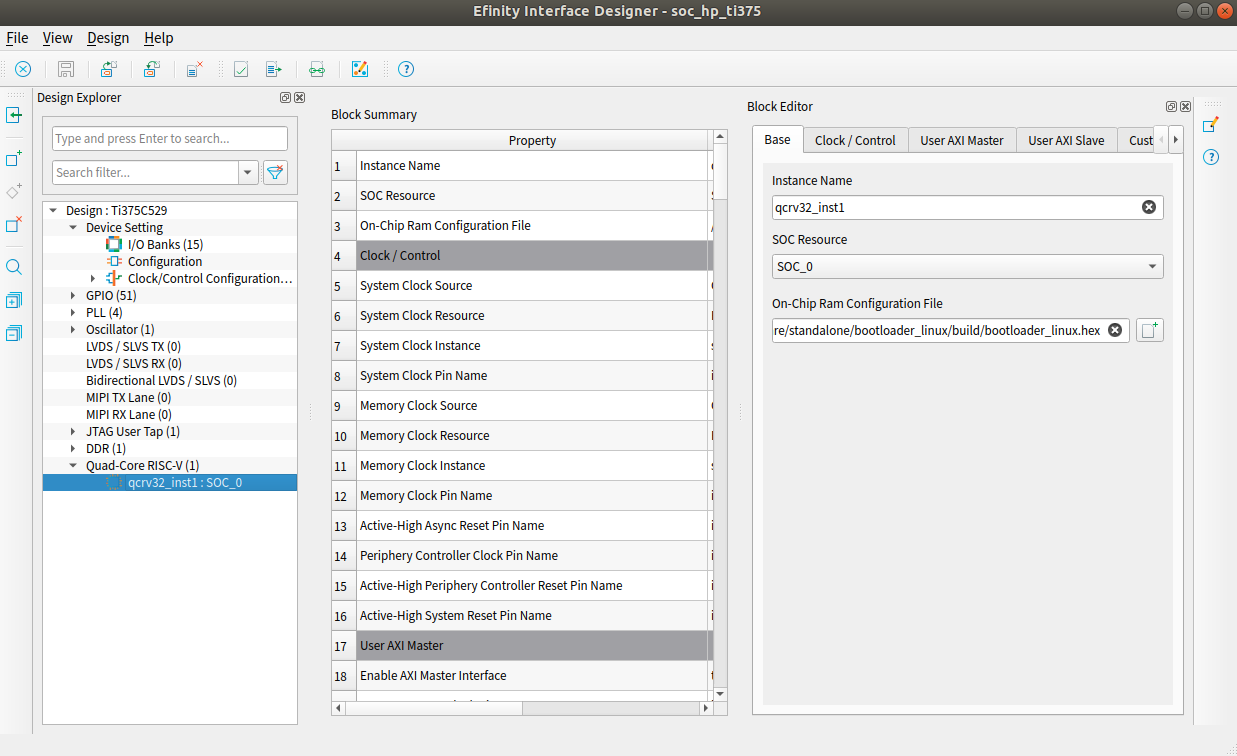 Efinity Interface Designer - soc_hp_ti375
File View Design Help
Design Explorer
Type and press Enter to search...
Search filter...
Design : Ti375C529
Device Setting
I/O Banks (15)
Configuration
Clock/Control Configuration...
GPIO (51)
PLL (4)
Oscillator (1)
LVDS / SLVS TX (0)
LVDS / SLVS RX (0)
Bidirectional LVDS / SLVS (0)
MIPI TX Lane (0)
MIPI RX Lane (0)
JTAG User Tap (1)
DDR (1)
Quad-Core RISC-V (1)
qcrv32_inst1 : SOC_0
Block Summary
Property
1 Instance Name
2 SOC Resource
3 On-Chip Ram Configuration File
4 Clock / Control
5 System Clock Source
6 System Clock Resource
7 System Clock Instance
8 System Clock Pin Name
9 Memory Clock Source
10 Memory Clock Resource
11 Memory Clock Instance
12 Memory Clock Pin Name
13 Active-High Async Reset Pin Name
14 Periphery Controller Clock Pin Name
15 Active-High Periphery Controller Reset Pin Name
16 Active-High System Reset Pin Name
17 User AXI Master
18 Enable AXI Master Interface
Block Editor
Base Clock / Control User AXI Master User AXI Slave Cust
Instance Name
qcrv32_inst1
SOC Resource
SOC_0
On-Chip Ram Configuration File
re/standalone/bootloader_linux/build/bootloader_linux.hex